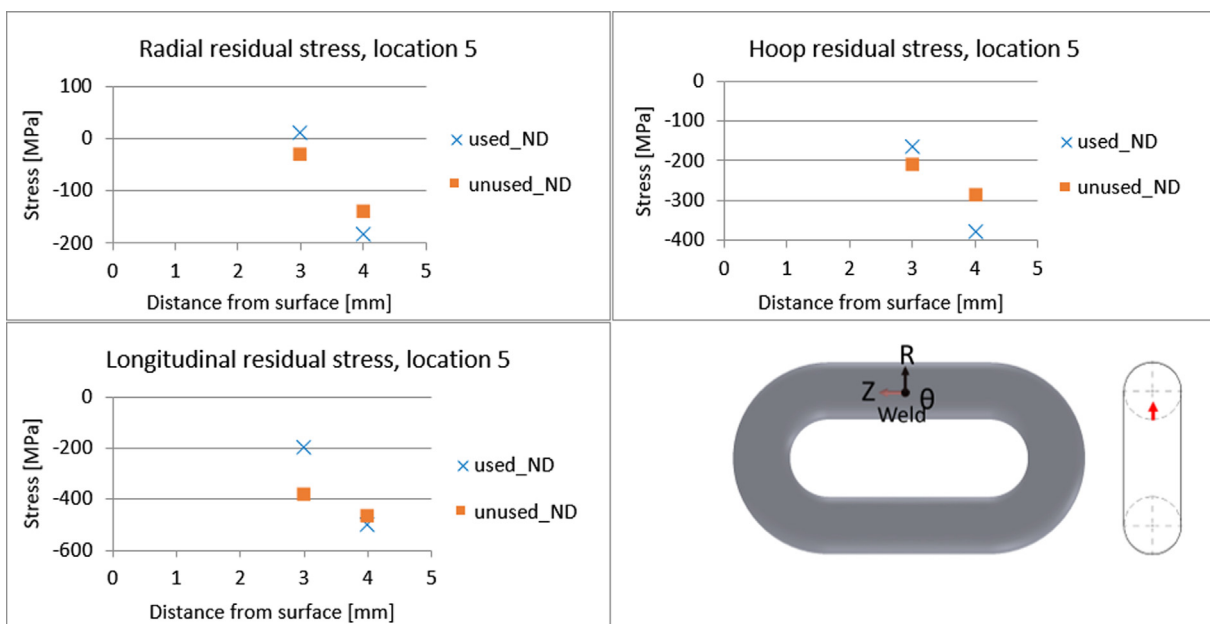 Radial residual stress, location 5
Stress [MPa]
100
0
-100
-200
0 1 2 3 4 5
Distance from surface [mm]
used_ND
unused_ND
Hoop residual stress, location 5
Stress [MPa]
0
-100
-200
-300
-400
0 1 2 3 4 5
Distance from surface [mm]
used_ND
unused_ND
Longitudinal residual stress, location 5
Stress [MPa]
0
-200
-400
-600
0 1 2 3 4 5
Distance from surface [mm]
used_ND
unused_ND
R
Z θ
Weld